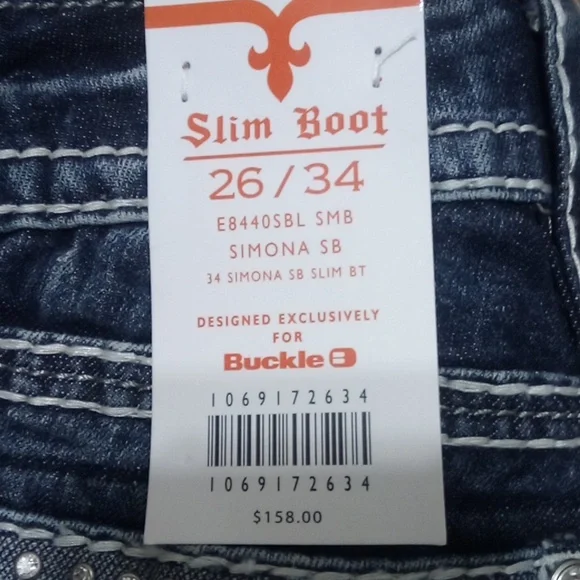 Slim Boot
26 / 34
E8440SBL SMB
SIMONA SB
34 SIMONA SB SLIM BT
DESIGNED EXCLUSIVELY
FOR
Buckle B
1069172634
1069172634
$158.00